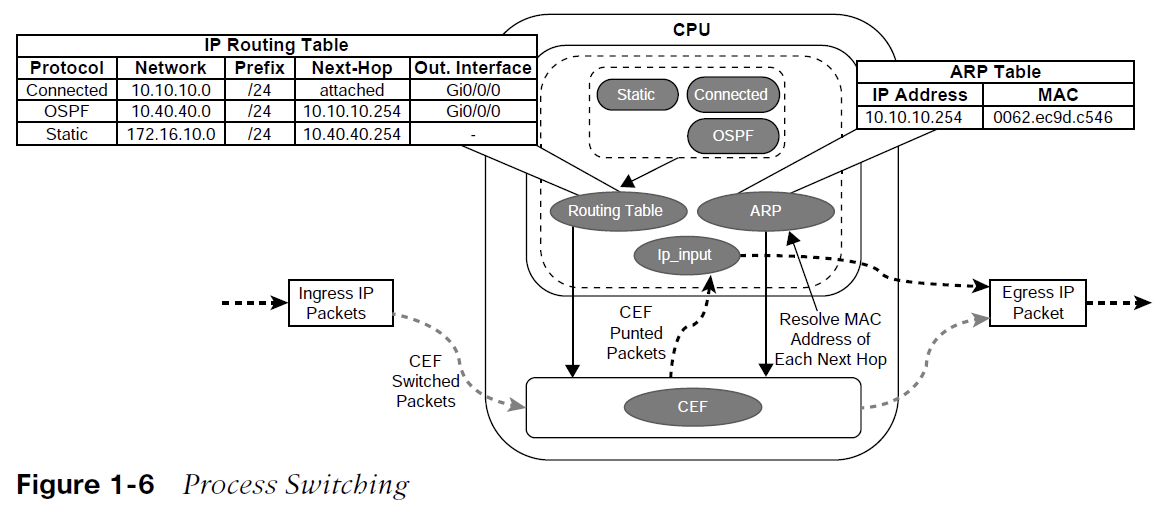 CPU
IP Routing Table
Protocol Network Prefix Next-Hop Out. Interface
Connected 10.10.10.0 /24 attached Gi0/0/0
OSPF 10.40.40.0 /24 10.10.10.254 Gi0/0/0
Static 172.16.10.0 /24 10.40.40.254 -
Static
Connected
OSPF
ARP Table
IP Address MAC
10.10.10.254 0062.ec9d.c546
Routing Table
ARP
Ip_input
Ingress IP
Packets
CEF
Punted
Packets
Resolve MAC
Address of
Each Next Hop
Egress IP
Packet
CEF
Switched
Packets
CEF
Figure 1-6 Process Switching